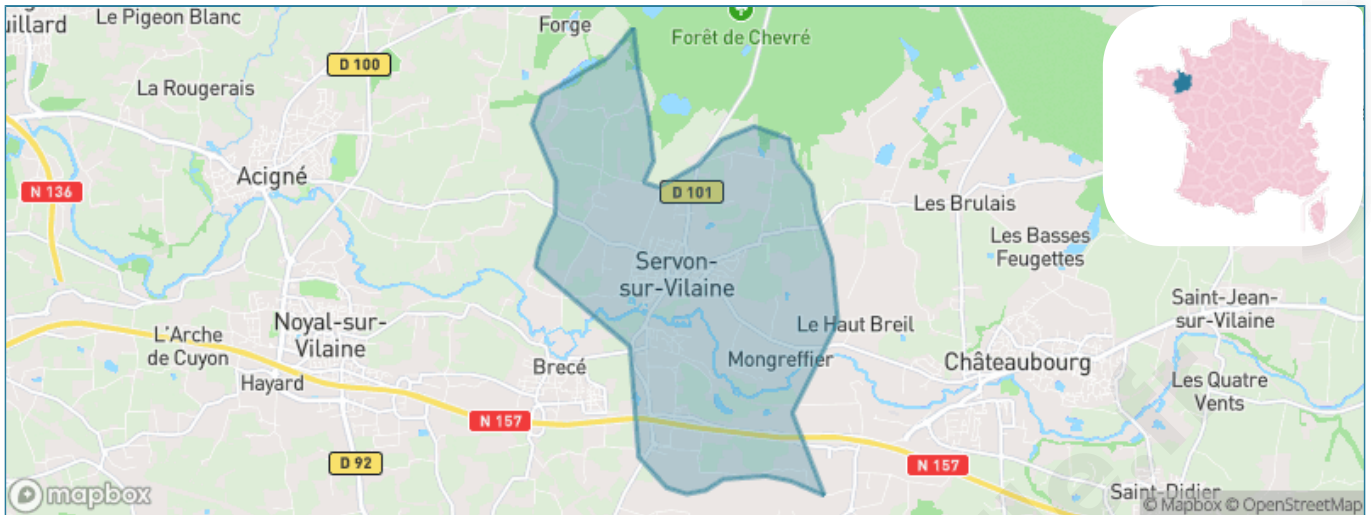 Le Pigeon Blanc
uillard
Forge
Forêt de Chevré
D 100
La Rougerais
Acigné
N 136
D 101
Les Brulais
Les Basses
Feugettes
Servon-
sur-Vilaine
Saint-Jean-
sur-Vilaine
Noyal-sur-
Vilaine
L'Arche
de Cuyon
Le Haut Breil
Mongreffier
Châteaubourg
Brecé
Hayard
Les Quatre
Vents
N 157
D 92
N 157
Saint-Didier
mapbox
© Mapbox © OpenStreetMap